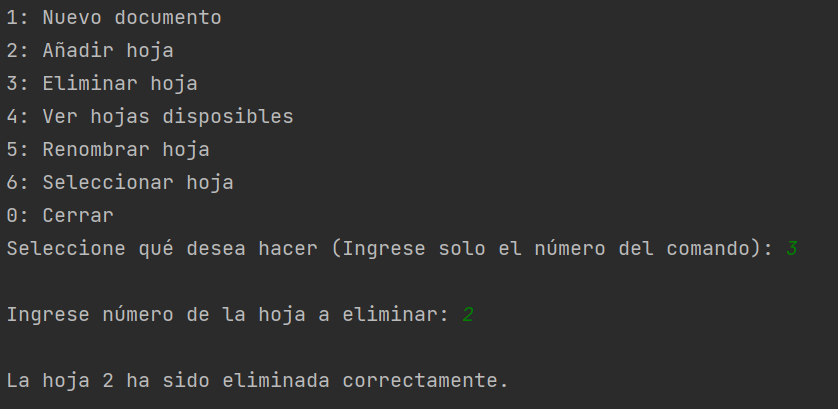 1: Nuevo documento
2: Añadir hoja
3: Eliminar hoja
4: Ver hojas disposibles
5: Renombrar hoja
6: Seleccionar hoja
0: Cerrar
Seleccione qué desea hacer (Ingrese solo el número del comando): 3
Ingrese número de la hoja a eliminar: 2
La hoja 2 ha sido eliminada correctamente.